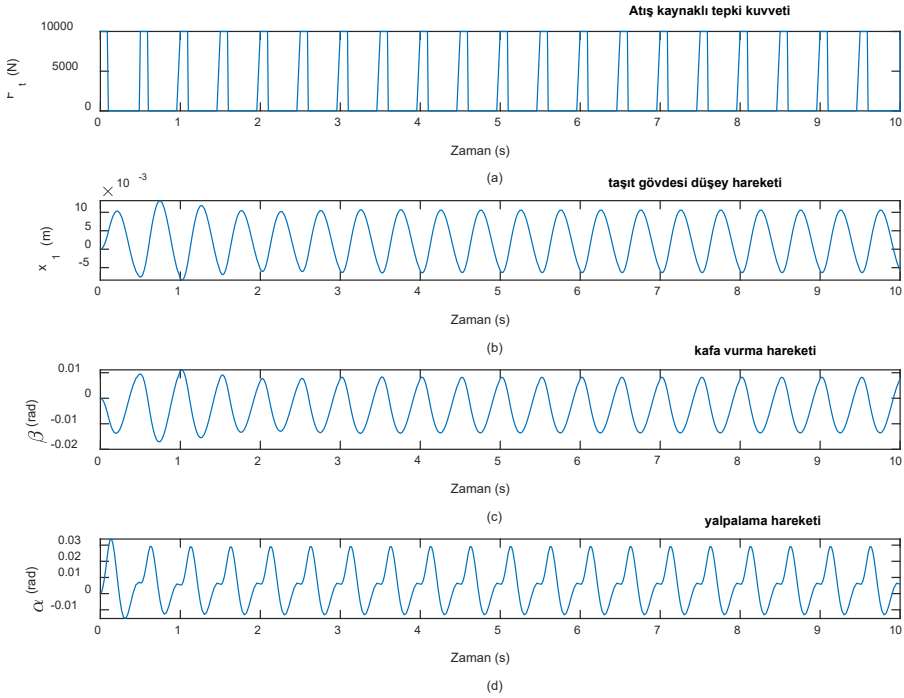 Atış kaynaklı tepki kuvveti
10000
5000
0
t (N)
0 1 2 3 4 5 6 7 8 9 10
Zaman (s)
(a)
× 10 -3
taşıt gövdesi düşey hareketi
10
5
0
-5
x 1 (m)
0 1 2 3 4 5 6 7 8 9 10
Zaman (s)
(b)
kafa vurma hareketi
0.01
0
-0.01
-0.02
β (rad)
0 1 2 3 4 5 6 7 8 9 10
Zaman (s)
(c)
yalpalama hareketi
0.03
0.02
0.01
0
-0.01
α (rad)
0 1 2 3 4 5 6 7 8 9 10
Zaman (s)
(d)